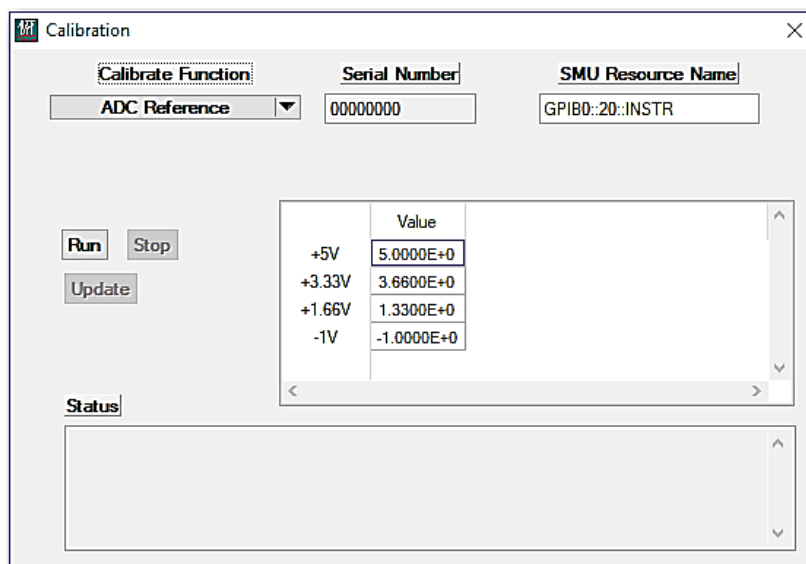 Calibration
Calibrate Function Serial Number SMU Resource Name
ADC Reference 00000000 GPIB0::20::INSTR
Value
Run Stop
+5V 5.0000E+0
Update
+3.33V 3.6600E+0
+1.66V 1.3300E+0
-1V -1.0000E+0
Status